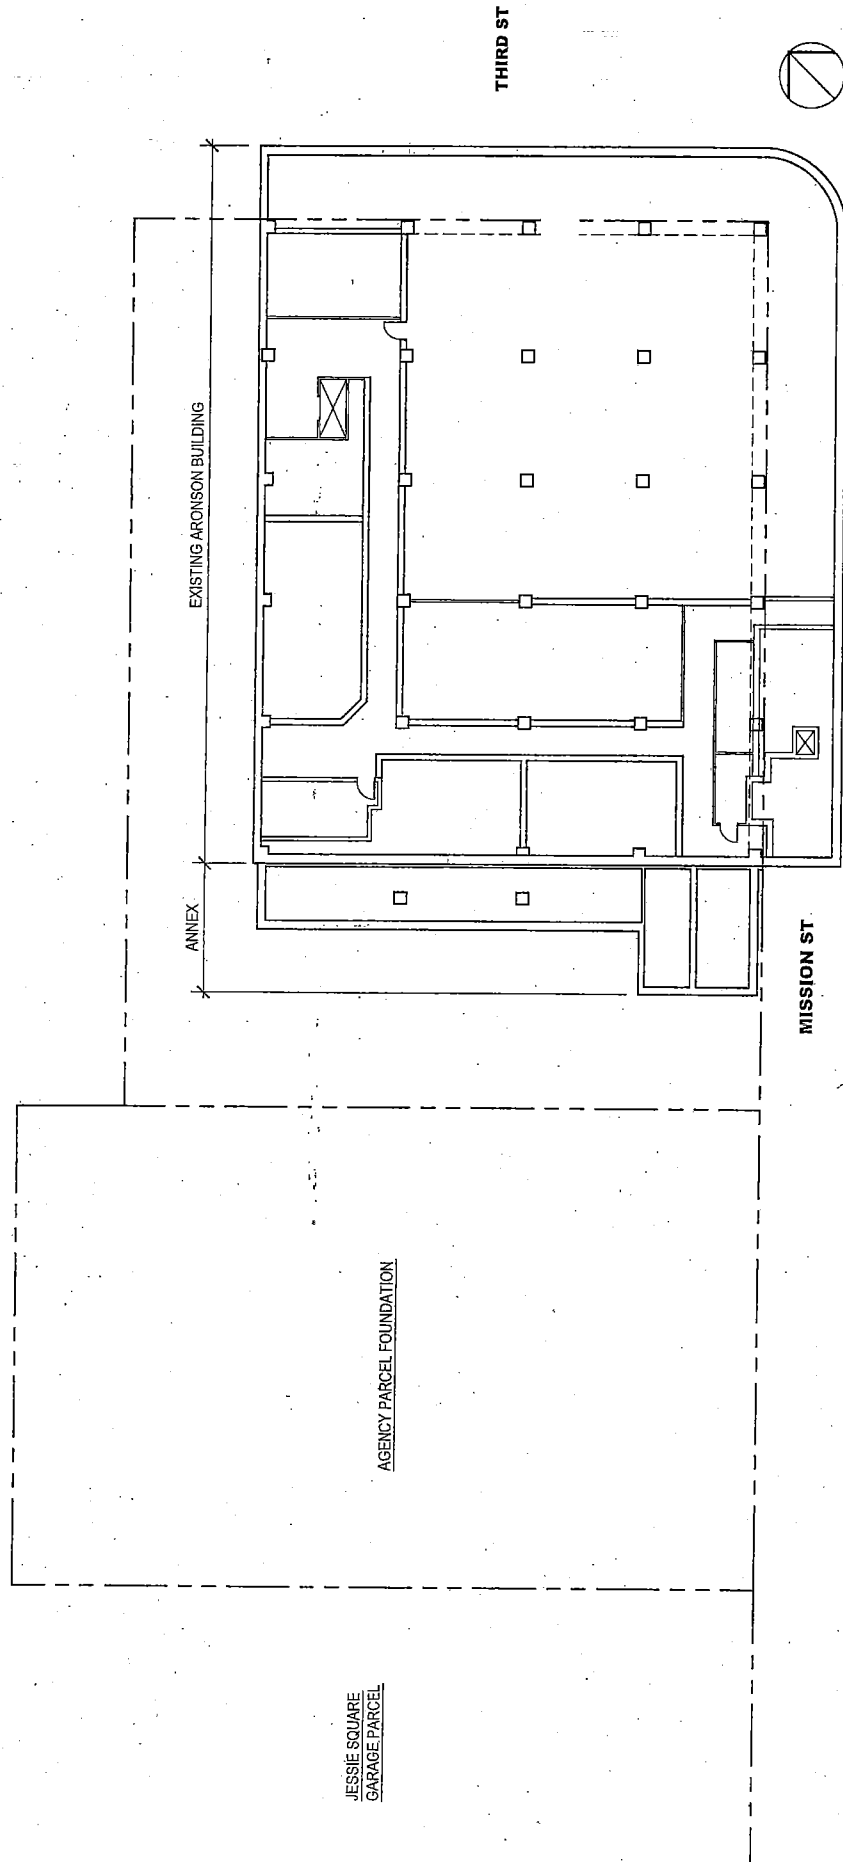 THIRD ST
EXISTING ARONSON BUILDING
ANNEX
MISSION ST
AGENCY PARCEL FOUNDATION
JESSIE SQUARE
GARAGE PARCEL